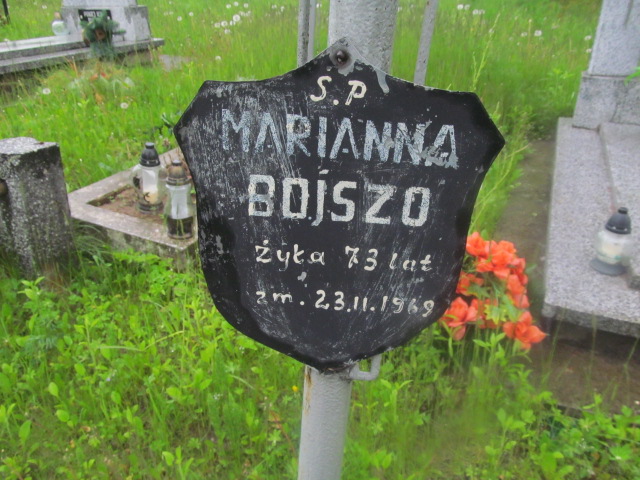 Ś.P
MARIANNA
BOJSZO
żyła 73 lat
zm. 23.11.1969